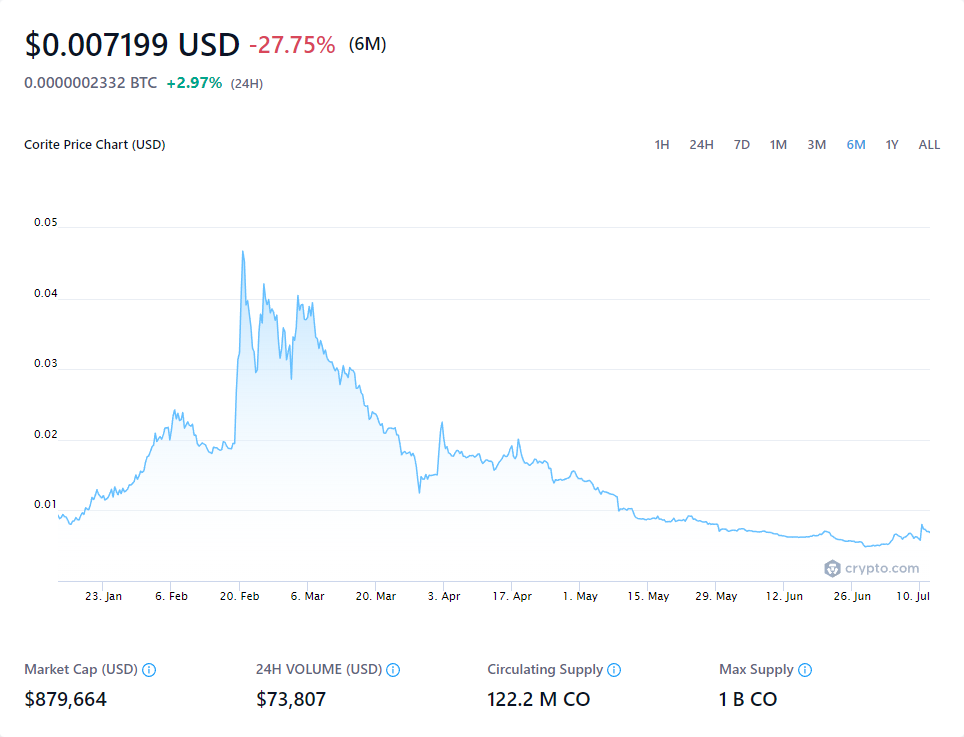 $0.007199 USD -27.75% (6M)
0.0000002332 BTC +2.97% (24H)
Corite Price Chart (USD) 1H 24H 7D 1M 3M 6M 1Y ALL
0.05
0.04
0.03
0.02
0.01
crypto.com
23. Jan 6. Feb 20. Feb 6. Mar 20. Mar 3. Apr 17. Apr 1. May 15. May 29. May 12. Jun 26. Jun 10. Jul
Market Cap (USD) 24H VOLUME (USD) Circulating Supply Max Supply
$879,664 $73,807 122.2 M CO 1 B CO